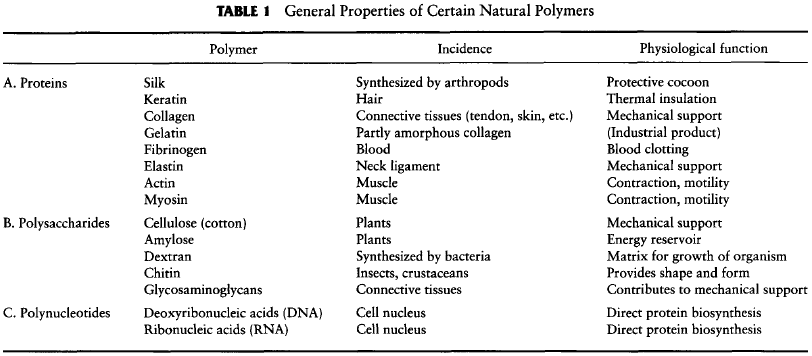 TABLE 1 General Properties of Certain Natural Polymers
Polymer Incidence Physiological function
A. Proteins Silk Synthesized by arthropods Protective cocoon
Keratin Hair Thermal insulation
Collagen Connective tissues (tendon, skin, etc.) Mechanical support
Gelatin Partly amorphous collagen (Industrial product)
Fibrinogen Blood Blood clotting
Elastin Neck ligament Mechanical support
Actin Muscle Contraction, motility
Myosin Muscle Contraction, motility
B. Polysaccharides Cellulose (cotton) Plants Mechanical support
Amylose Plants Energy reservoir
Dextran Synthesized by bacteria Matrix for growth of organism
Chitin Insects, crustaceans Provides shape and form
Glycosaminoglycans Connective tissues Contributes to mechanical support
C. Polynucleotides Deoxyribonucleic acids (DNA) Cell nucleus Direct protein biosynthesis
Ribonucleic acids (RNA) Cell nucleus Direct protein biosynthesis